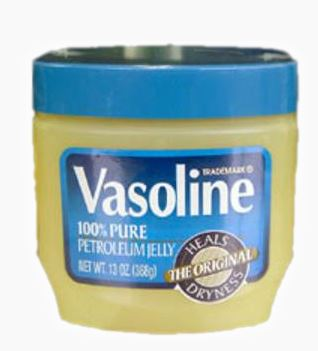 TRADEMARK ®
Vasoline
100% PURE
PETROLEUM JELLY
NET WT. 13 OZ (368g)
HEALS
THE ORIGINAL
DRYNESS